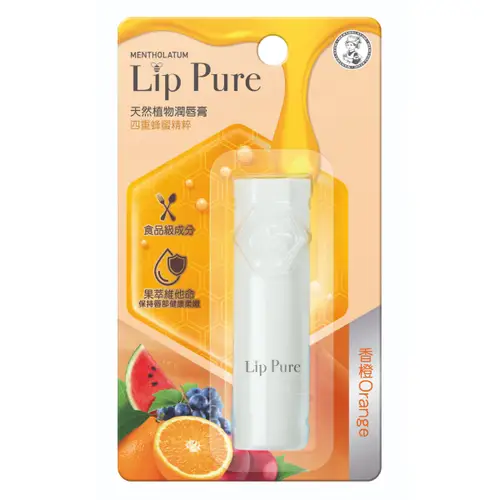 MENTHOLATUM
Lip Pure
天然植物潤唇膏
四重蜂蜜精粹
食品級成分
果萃維他命
保持唇部健康柔嫩
Lip Pure
香橙Orange